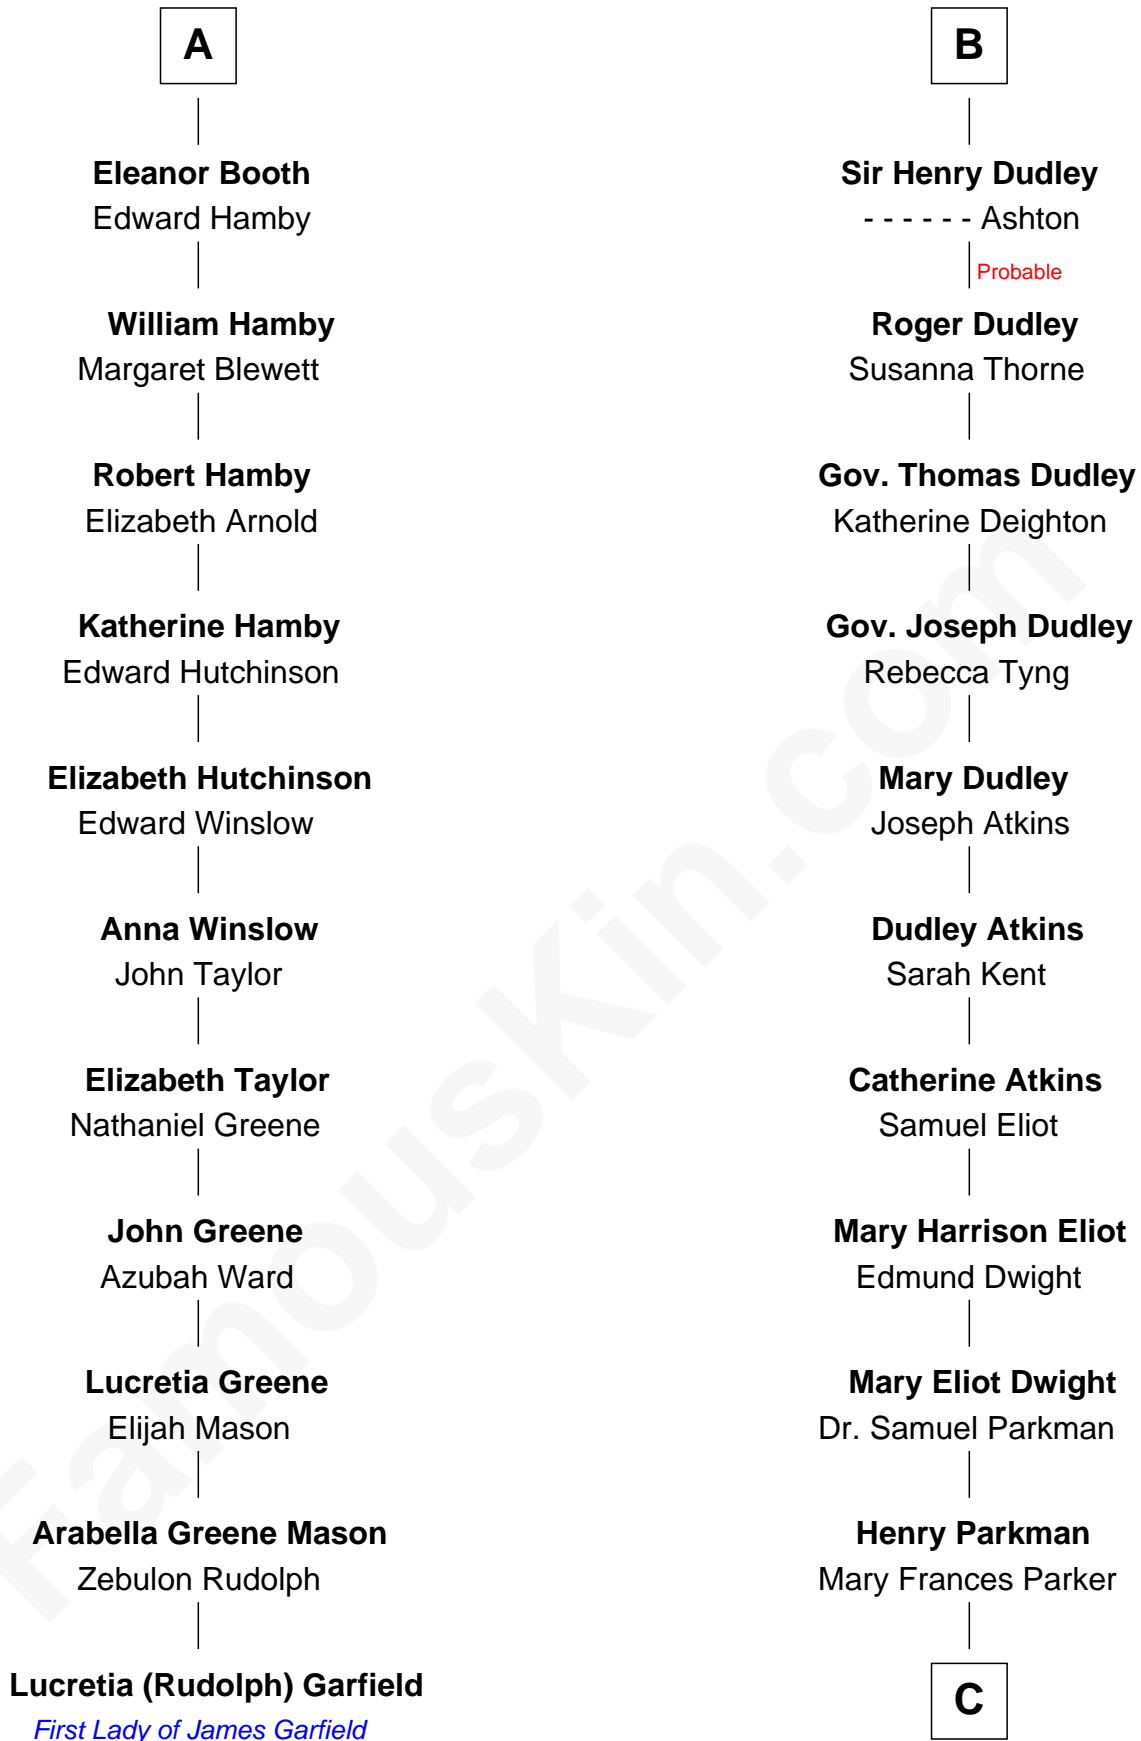 A
Eleanor Booth
Edward Hamby
William Hamby
Margaret Blewett
Robert Hamby
Elizabeth Arnold
Katherine Hamby
Edward Hutchinson
Elizabeth Hutchinson
Edward Winslow
Anna Winslow
John Taylor
Elizabeth Taylor
Nathaniel Greene
John Greene
Azubah Ward
Lucretia Greene
Elijah Mason
Arabella Greene Mason
Zebulon Rudolph
Lucretia (Rudolph) Garfield
First Lady of James Garfield
B
Sir Henry Dudley
- - - - - - Ashton
Probable
Roger Dudley
Susanna Thorne
Gov. Thomas Dudley
Katherine Deighton
Gov. Joseph Dudley
Rebecca Tyng
Mary Dudley
Joseph Atkins
Dudley Atkins
Sarah Kent
Catherine Atkins
Samuel Eliot
Mary Harrison Eliot
Edmund Dwight
Mary Eliot Dwight
Dr. Samuel Parkman
Henry Parkman
Mary Frances Parker
C
FamousKin.com